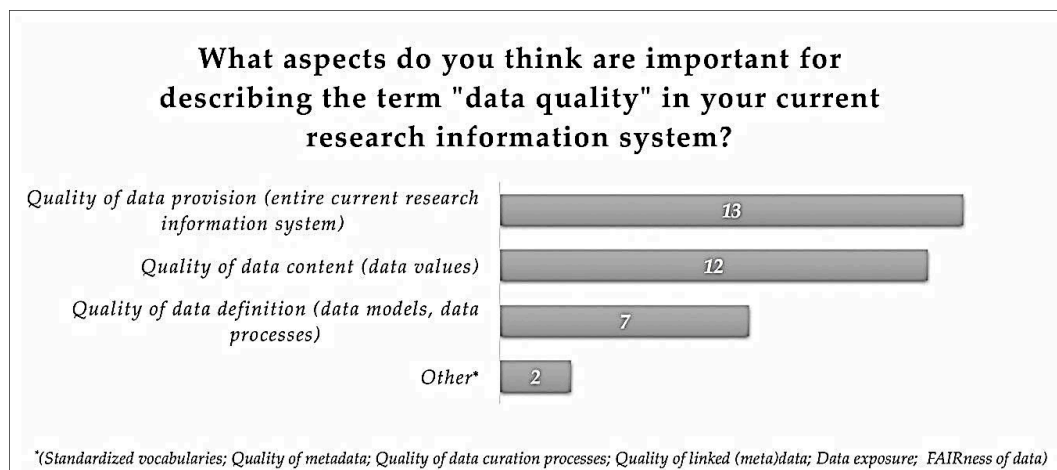 What aspects do you think are important for
describing the term "data quality" in your current
research information system?
Quality of data provision (entire current research
information system)
13
Quality of data content (data values)
12
Quality of data definition (data models, data
processes)
7
Other*
2
*(Standardized vocabularies; Quality of metadata; Quality of data curation processes; Quality of linked (meta)data; Data exposure; FAIRness of data)